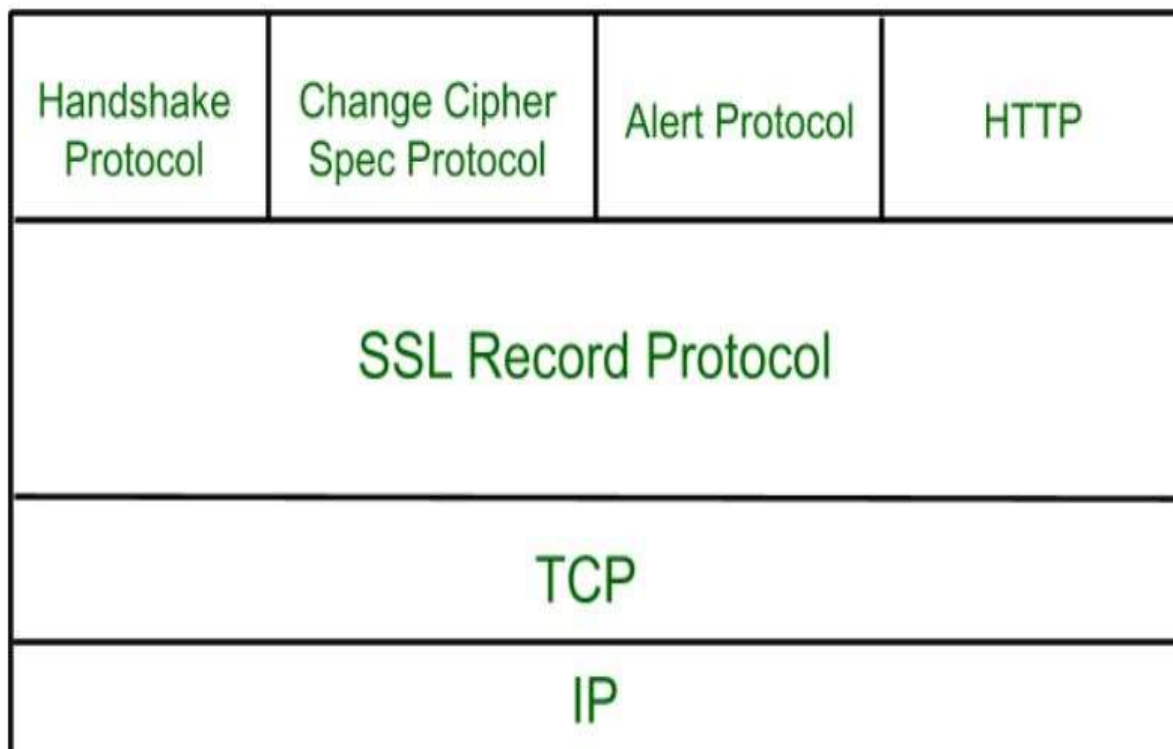 Handshake
Protocol
Change Cipher
Spec Protocol
Alert Protocol
HTTP
SSL Record Protocol
TCP
IP